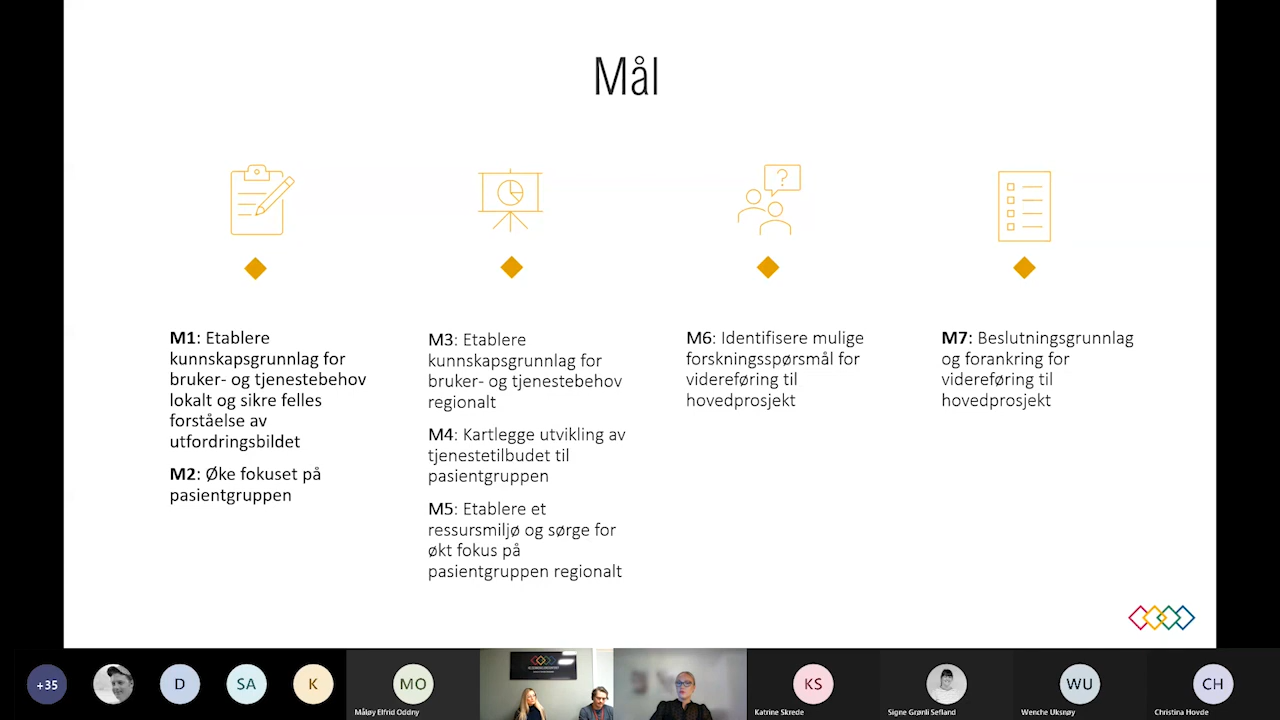 Mål
?
M1: Etablere
kunnskapsgrunnlag for
bruker- og tjenestebehov
lokalt og sikre felles
forståelse av
utfordringsbildet
M2: Øke fokuset på
pasientgruppen
M3: Etablere
kunnskapsgrunnlag for
bruker- og tjenestebehov
regionalt
M4: Kartlegge utvikling av
tjenestetilbudet til
pasientgruppen
M5: Etablere et
ressursmiljø og sørge for
økt fokus på
pasientgruppen regionalt
M6: Identifisere mulige
forskningsspørsmål for
videreføring til
hovedprosjekt
M7: Beslutningsgrunnlag
og forankring for
videreføring til
hovedprosjekt
+35
D
SA
K
MO
Måløy Elfrid Oddny
KS
Katrine Skrede
Signe Grønli Sefland
WU
Wenche Uksnøy
CH
Christina Hovde